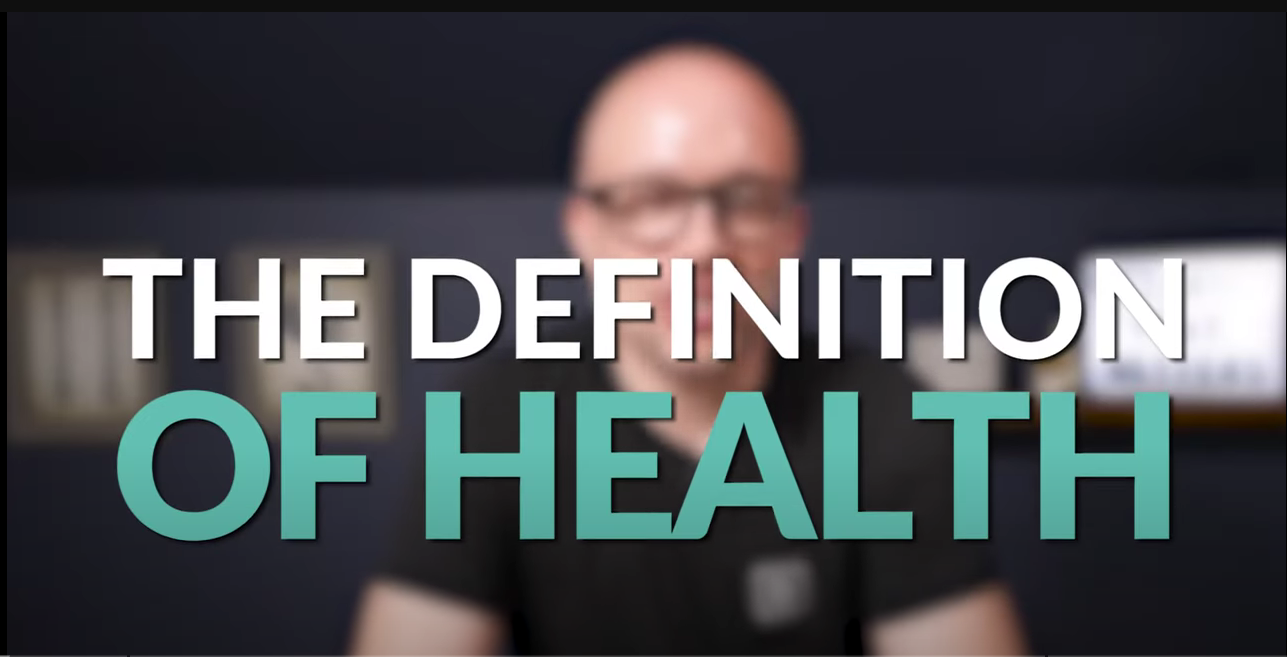 THE DEFINITION
OF HEALTH